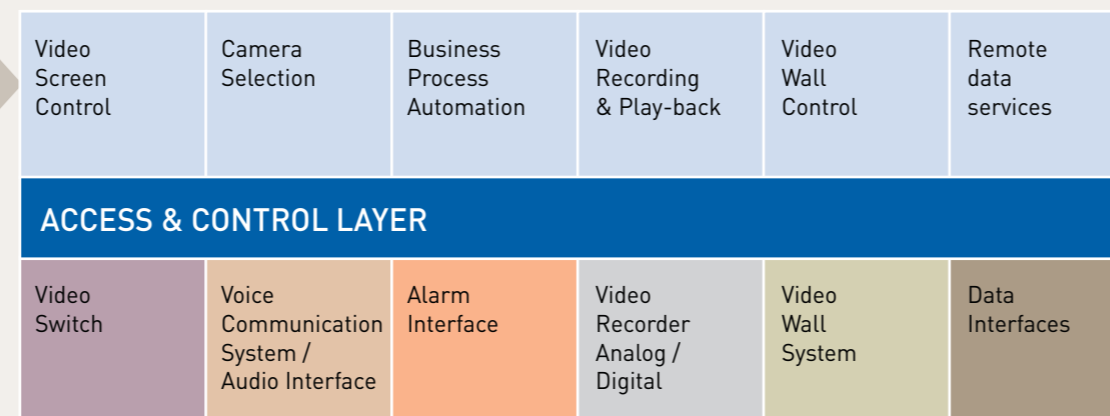 Video
Screen
Control
Camera
Selection
Business
Process
Automation
Video
Recording
& Play-back
Video
Wall
Control
Remote
data
services
ACCESS & CONTROL LAYER
Video
Switch
Voice
Communication
System /
Audio Interface
Alarm
Interface
Video
Recorder
Analog /
Digital
Video
Wall
System
Data
Interfaces